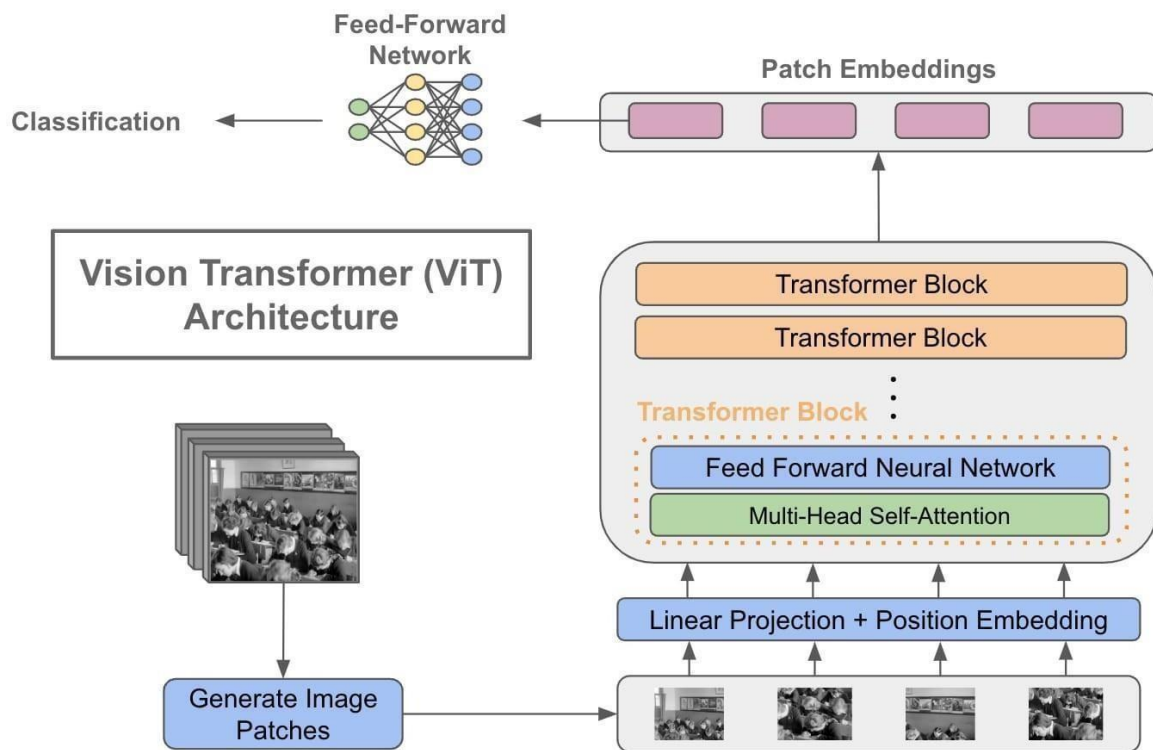 Feed-Forward
Network
Patch Embeddings
Classification
Vision Transformer (ViT)
Architecture
Transformer Block
Transformer Block
Transformer Block
Feed Forward Neural Network
Multi-Head Self-Attention
Linear Projection + Position Embedding
Generate Image
Patches